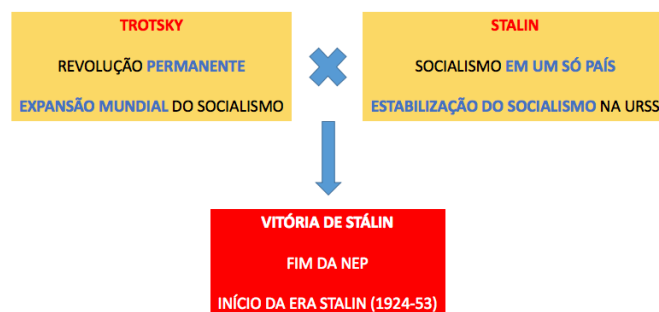 TROTSKY
REVOLUÇÃO PERMANENTE
EXPANSÃO MUNDIAL DO SOCIALISMO
STALIN
SOCIALISMO EM UM SÓ PAÍS
ESTABILIZAÇÃO DO SOCIALISMO NA URSS
VITÓRIA DE STÁLIN
FIM DA NEP
INÍCIO DA ERA STALIN (1924-53)